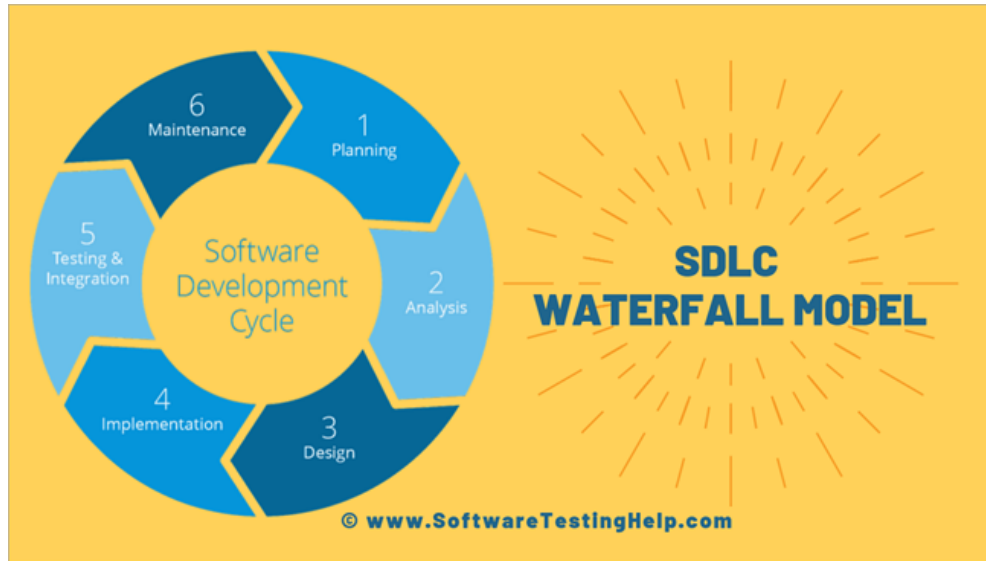 1
Planning
2
Analysis
3
Design
4
Implementation
5
Testing &
Integration
6
Maintenance
Software
Development
Cycle
SDLC
WATERFALL MODEL
© www.SoftwareTestingHelp.com